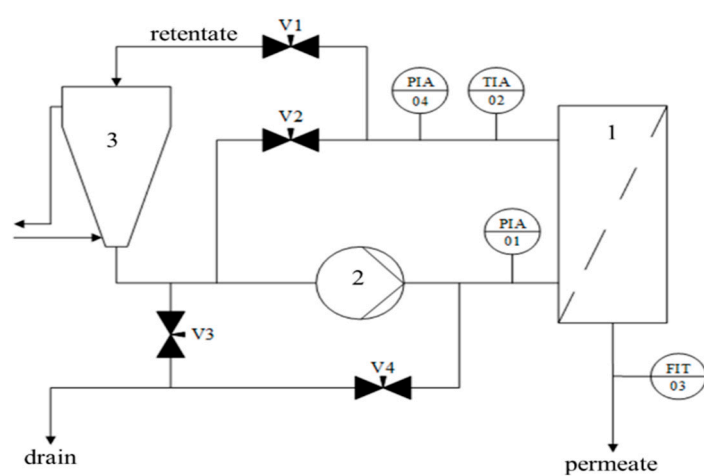 V1
retentate
PIA
04
TIA
02
V2
3
1
PIA
01
2
V3
V4
FIT
03
drain
permeate